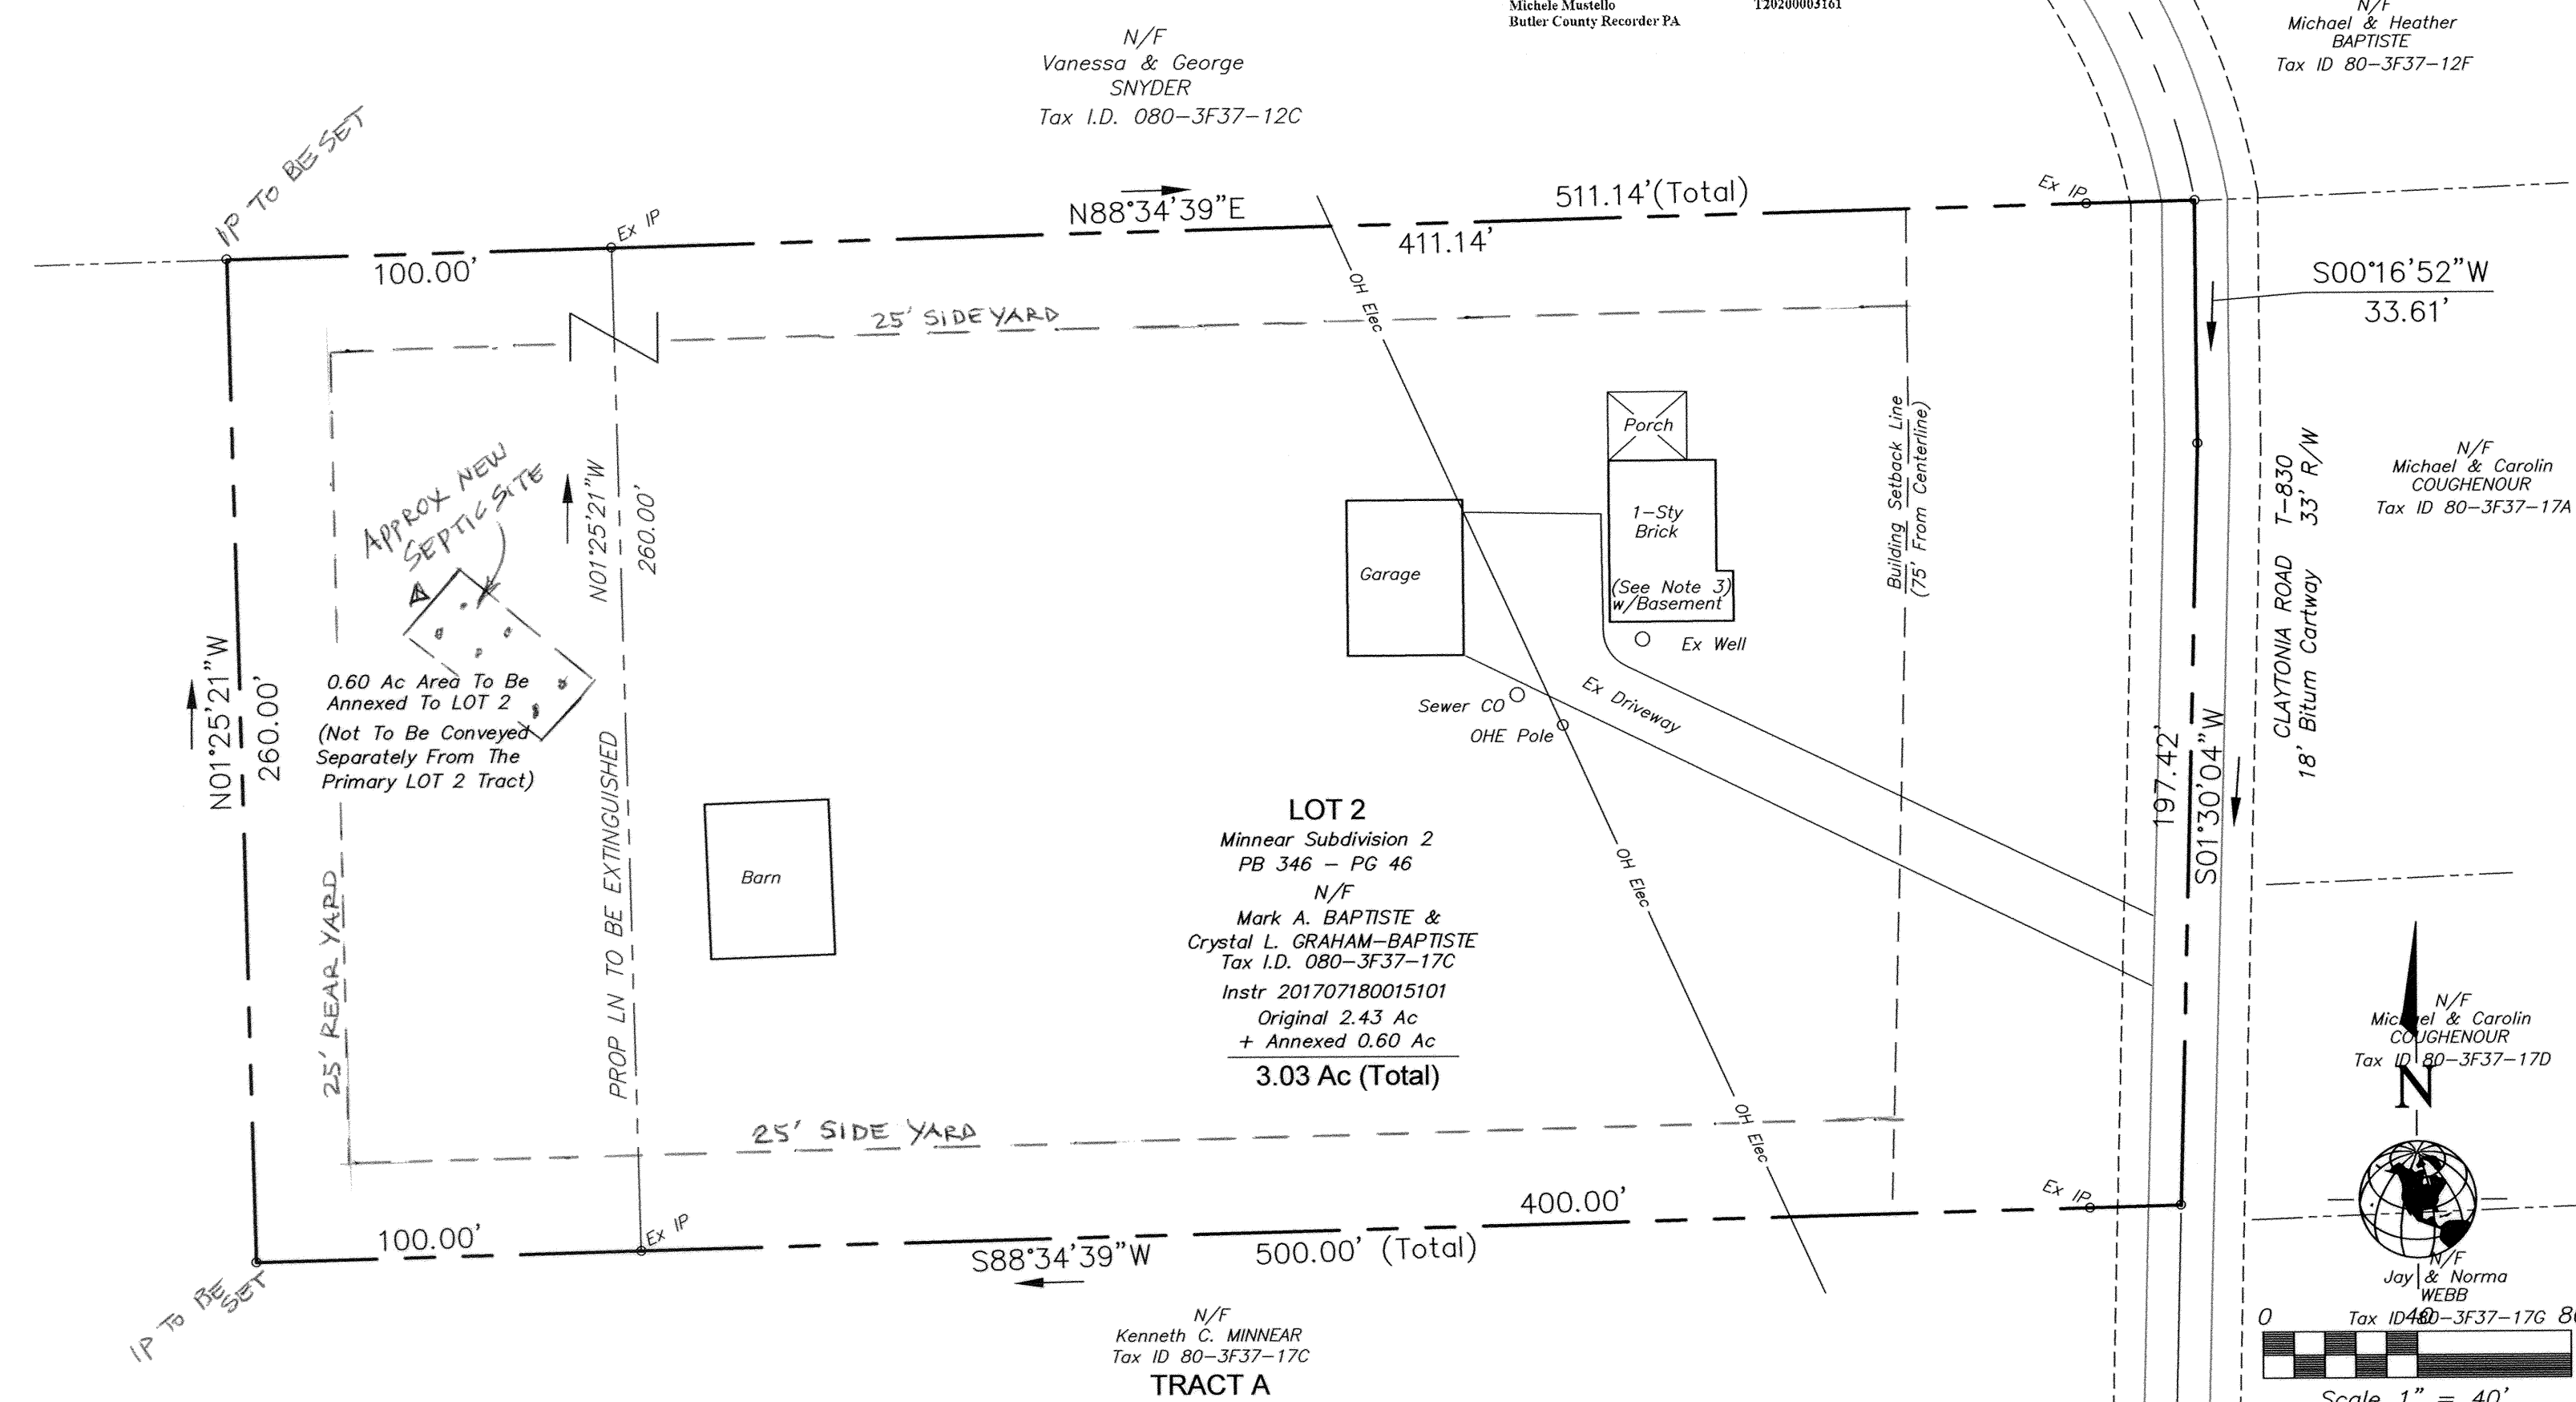 Michele Mustello
T20200003161
Butler County Recorder PA
N/F
Vanessa & George
SNYDER
Tax I.D. 080-3F37-12C
N/F
Michael & Heather
BAPTISTE
Tax ID 80-3F37-12F
IP TO BE SET
Ex IP
N88°34'39"E
511.14'(Total)
Ex IP
100.00'
411.14'
S00°16'52"W
33.61'
25' SIDE YARD
OH Elec
Porch
Building Setback Line
(75' From Centerline)
N/F
Michael & Carolin
COUGHENOUR
Tax ID 80-3F37-17A
CLAYTONIA ROAD T-830
18' Bitum Cartway 33' R/W
APPROX NEW
SEPTIC SITE
N01°25'21"W
260.00'
1-Sty
Brick
Garage
(See Note 3)
w/Basement
Ex Well
Sewer CO
OHE Pole
Ex Driveway
N01°25'21"W
260.00'
0.60 Ac Area To Be
Annexed To LOT 2
(Not To Be Conveyed
Separately From The
Primary LOT 2 Tract)
PROP LN TO BE EXTINGUISHED
197.42'
S01°30'04"W
Barn
LOT 2
Minnear Subdivision 2
PB 346 - PG 46
N/F
Mark A. BAPTISTE &
Crystal L. GRAHAM-BAPTISTE
Tax I.D. 080-3F37-17C
Instr 201707180015101
Original 2.43 Ac
+ Annexed 0.60 Ac
3.03 Ac (Total)
OH Elec
25' REAR YARD
N/F
Michael & Carolin
COUGHENOUR
Tax ID 80-3F37-17D
N
25' SIDE YARD
OH Elec
Ex IP
400.00'
100.00'
Ex IP
S88°34'39"W
500.00' (Total)
IP TO BE
SET
N/F
Jay & Norma
WEBB
Tax ID 80-3F37-17G
0 40
N/F
Kenneth C. MINNEAR
Tax ID 80-3F37-17C
TRACT A
Scale 1" = 40'